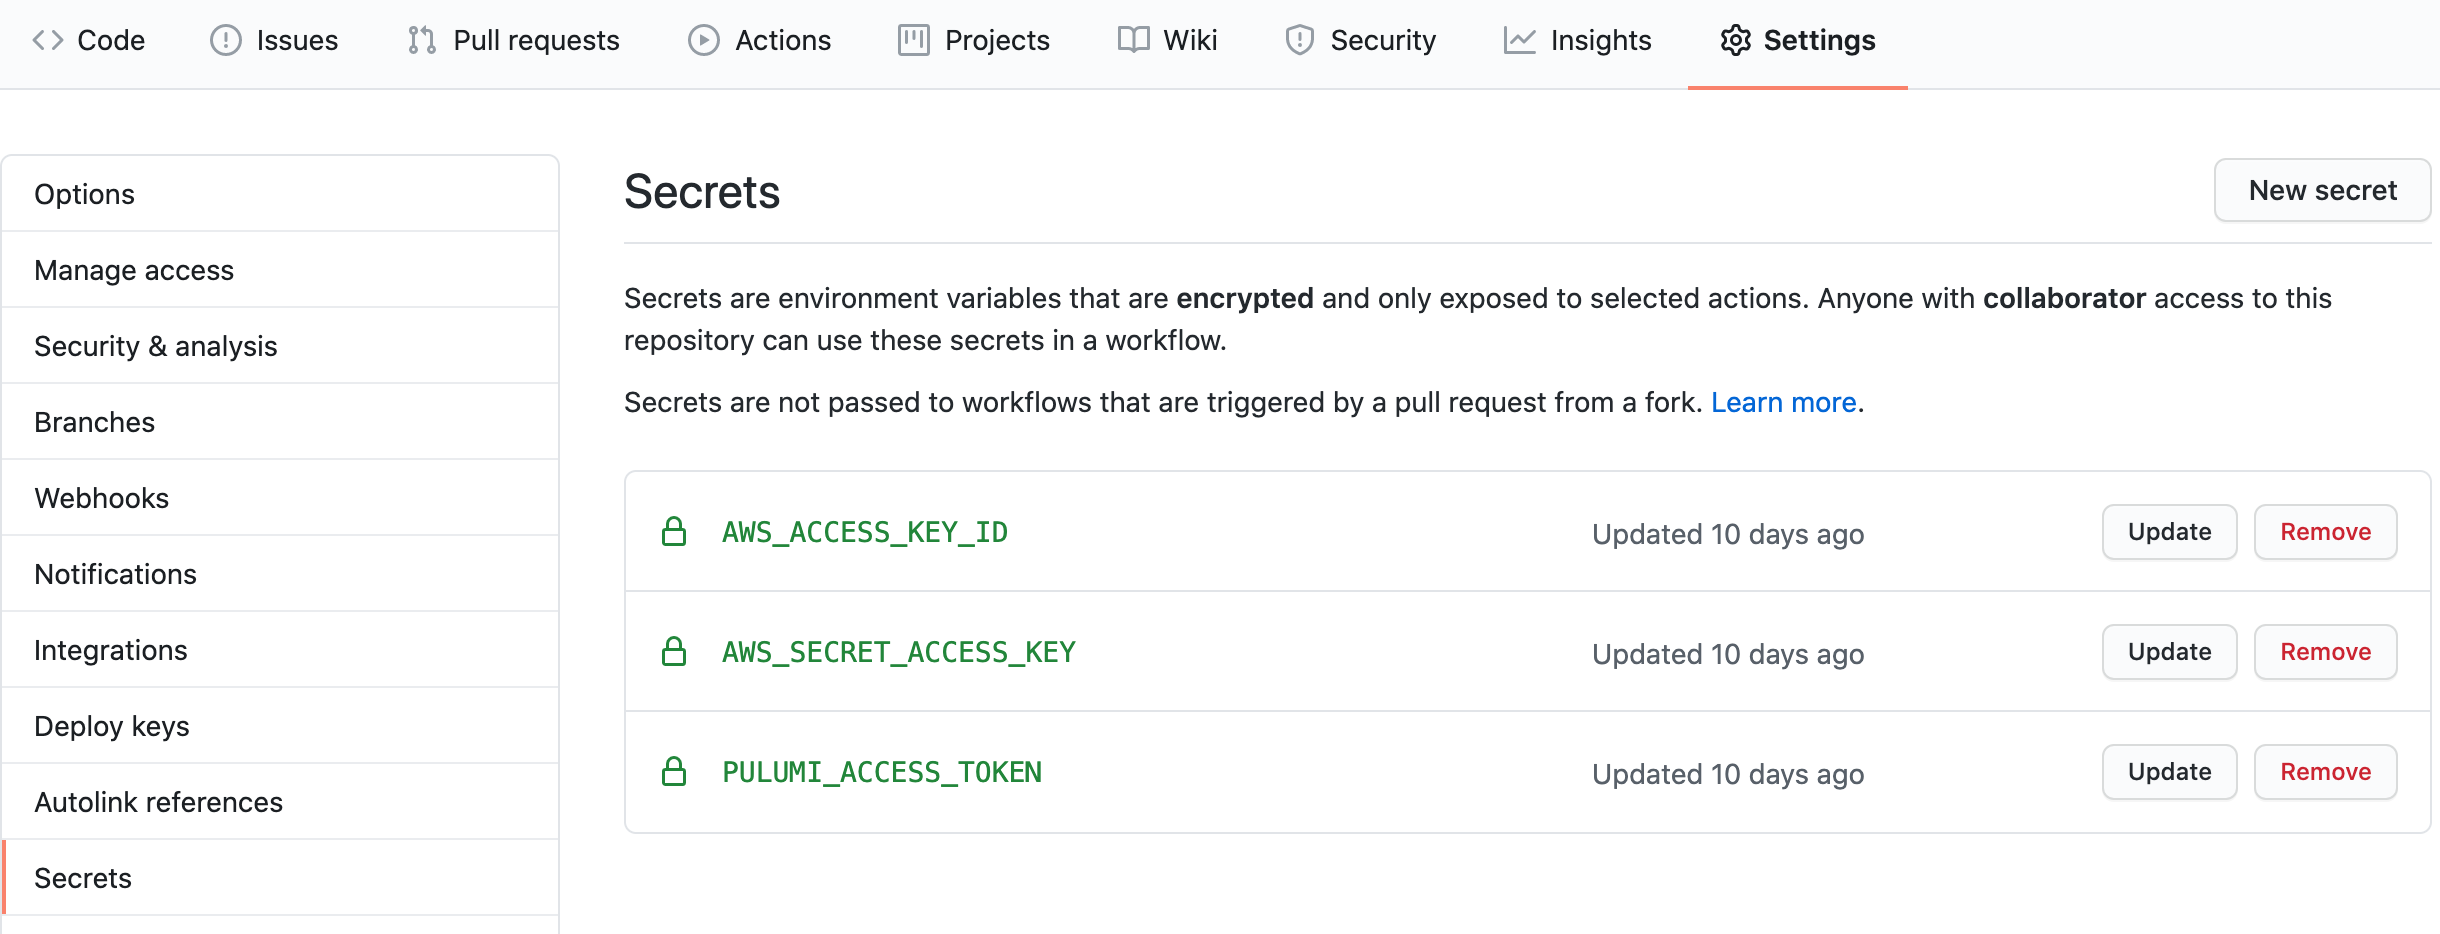 Code Issues Pull requests Actions Projects Wiki Security Insights Settings
Options
Manage access
Security & analysis
Branches
Webhooks
Notifications
Integrations
Deploy keys
Autolink references
Secrets
Secrets
New secret
Secrets are environment variables that are encrypted and only exposed to selected actions. Anyone with collaborator access to this
repository can use these secrets in a workflow.
Secrets are not passed to workflows that are triggered by a pull request from a fork. Learn more.
AWS_ACCESS_KEY_ID Updated 10 days ago Update Remove
AWS_SECRET_ACCESS_KEY Updated 10 days ago Update Remove
PULUMI_ACCESS_TOKEN Updated 10 days ago Update Remove